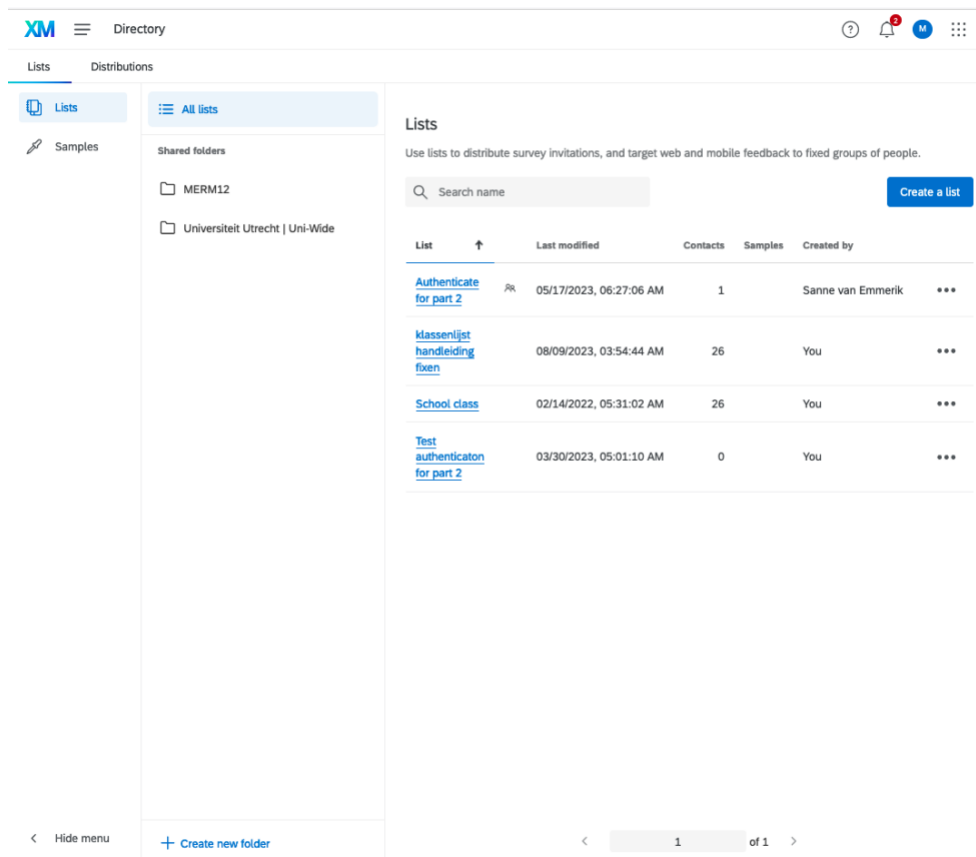 XM Directory 2 M
Lists Distributions
Lists
Samples
All lists
Shared folders
MERM12
Universiteit Utrecht | Uni-Wide
Lists
Use lists to distribute survey invitations, and target web and mobile feedback to fixed groups of people.
Search name
Create a list
List Last modified Contacts Samples Created by
Authenticate
for part 2
05/17/2023, 06:27:06 AM 1 Sanne van Emmerik
klassenlijst
handleiding
fixen
08/09/2023, 03:54:44 AM 26 You
School class 02/14/2022, 05:31:02 AM 26 You
Test
authenticaton
for part 2
03/30/2023, 05:01:10 AM 0 You
Hide menu
Create new folder
1 of 1